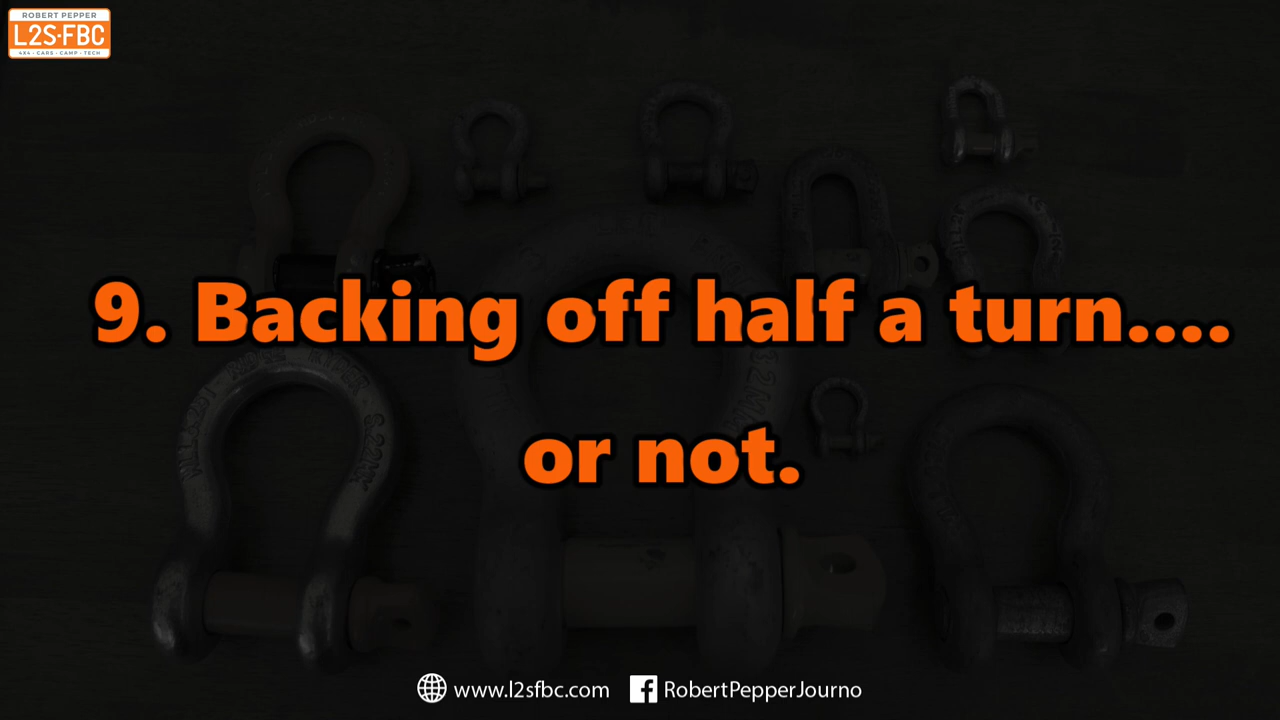 ROBERT PEPPER
L2S-FBC
4X4 - CARS - CAMP - TECH
9. Backing off half a turn....
or not.
www.l2sfbc.com
RobertPepperJourno